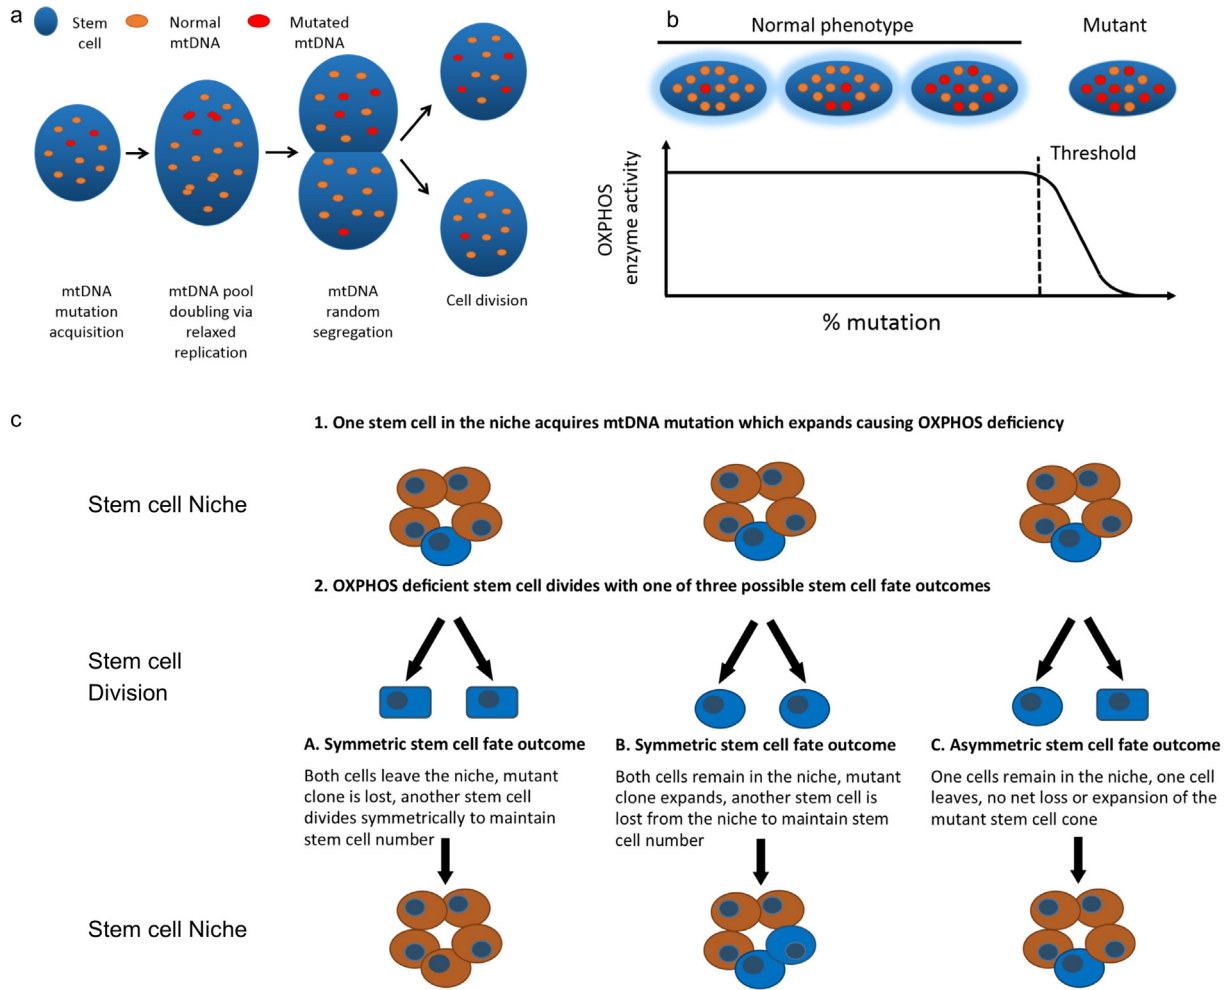 a
Stem
cell
Normal
mtDNA
Mutated
mtDNA
mtDNA
mutation
acquisition
mtDNA pool
doubling via
relaxed
replication
mtDNA
random
segregation
Cell division
b
Normal phenotype
Mutant
Threshold
OXPHOS
enzyme activity
% mutation
c
1. One stem cell in the niche acquires mtDNA mutation which expands causing OXPHOS deficiency
Stem cell Niche
2. OXPHOS deficient stem cell divides with one of three possible stem cell fate outcomes
Stem cell
Division
A. Symmetric stem cell fate outcome
Both cells leave the niche, mutant
clone is lost, another stem cell
divides symmetrically to maintain
stem cell number
B. Symmetric stem cell fate outcome
Both cells remain in the niche, mutant
clone expands, another stem cell is
lost from the niche to maintain stem
cell number
C. Asymmetric stem cell fate outcome
One cells remain in the niche, one cell
leaves, no net loss or expansion of the
mutant stem cell cone
Stem cell Niche